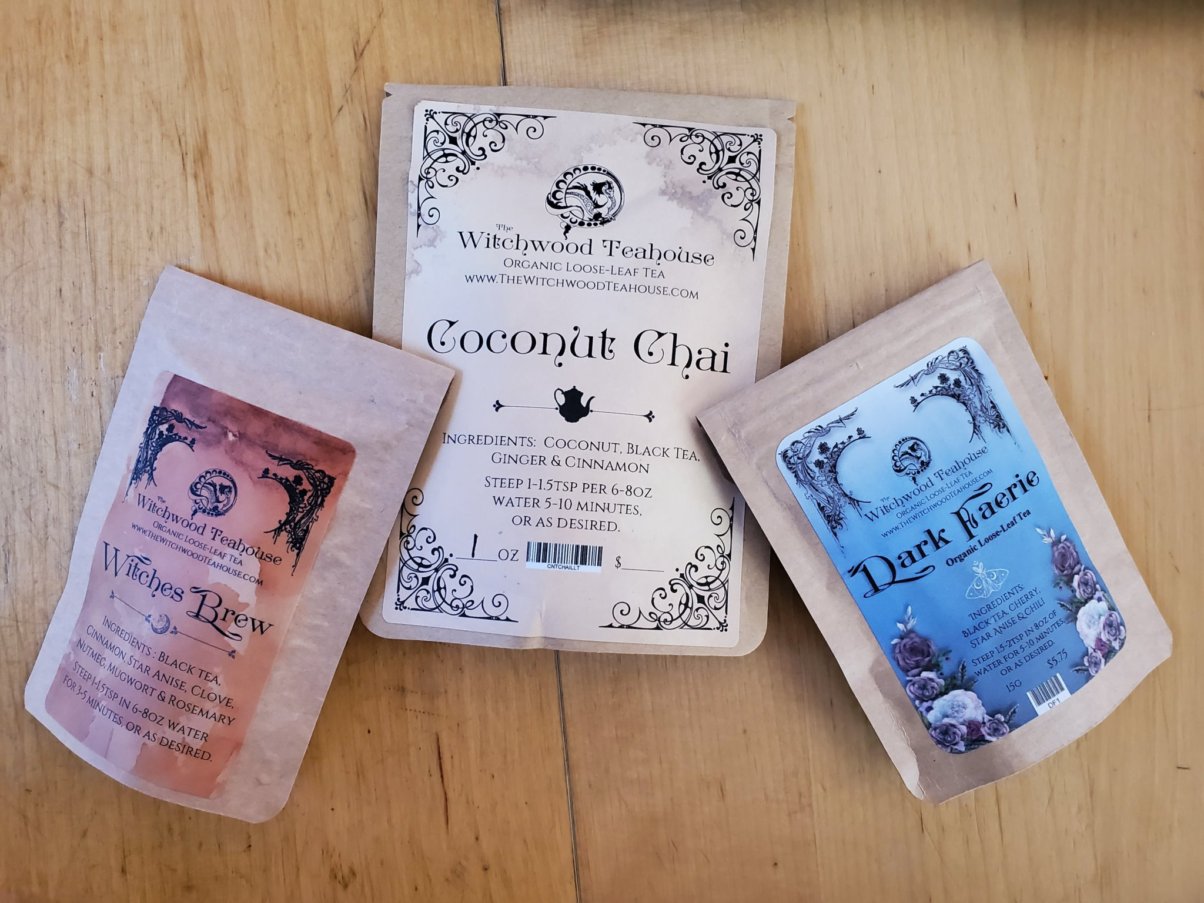 The
Witchwood Teahouse
Organic Loose-Leaf Tea
www.TheWitchwoodTeahouse.com
Witches Brew
Ingredients: Black Tea,
Cinnamon, Star Anise, Clove,
Nutmeg, Mugwort & Rosemary
Steep 1-1.5tsp in 6-8oz water
for 3-5 minutes, or as desired.
The
Witchwood Teahouse
Organic Loose-Leaf Tea
www.TheWitchwoodTeahouse.com
Coconut Chai
Ingredients: Coconut, Black Tea,
Ginger & Cinnamon
Steep 1-1.5tsp per 6-8oz
water 5-10 minutes,
or as desired.
1 oz $
CNTCHAILLT
The
Witchwood Teahouse
Organic Loose-Leaf Tea
www.TheWitchwoodTeahouse.com
Dark Faerie
Organic Loose-Leaf Tea
Ingredients:
Black Tea, Cherry,
Star Anise & Chili
Steep 1.5-2tsp in 8oz of
water for 5-10 minutes
or as desired.
15g $5.75
DF1